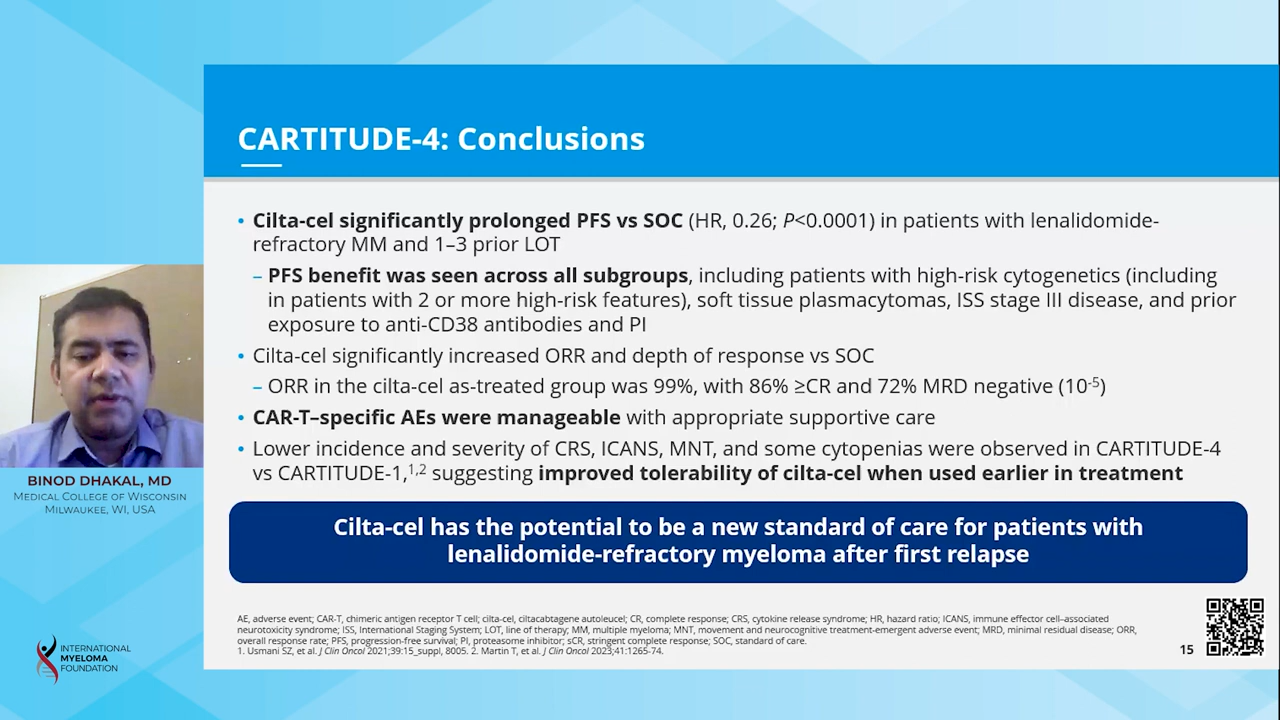 CARTITUDE-4: Conclusions
• Cilta-cel significantly prolonged PFS vs SOC (HR, 0.26; P<0.0001) in patients with lenalidomide-
refractory MM and 1–3 prior LOT
– PFS benefit was seen across all subgroups, including patients with high-risk cytogenetics (including
in patients with 2 or more high-risk features), soft tissue plasmacytomas, ISS stage III disease, and prior
exposure to anti-CD38 antibodies and PI
• Cilta-cel significantly increased ORR and depth of response vs SOC
– ORR in the cilta-cel as-treated group was 99%, with 86% ≥CR and 72% MRD negative (10-5)
• CAR-T–specific AEs were manageable with appropriate supportive care
• Lower incidence and severity of CRS, ICANS, MNT, and some cytopenias were observed in CARTITUDE-4
vs CARTITUDE-1,1,2 suggesting improved tolerability of cilta-cel when used earlier in treatment
Cilta-cel has the potential to be a new standard of care for patients with
lenalidomide-refractory myeloma after first relapse
AE, adverse event; CAR-T, chimeric antigen receptor T cell; cilta-cel, ciltacabtagene autoleucel; CR, complete response; CRS, cytokine release syndrome; HR, hazard ratio; ICANS, immune effector cell–associated
neurotoxicity syndrome; ISS, International Staging System; LOT, line of therapy; MM, multiple myeloma; MNT, movement and neurocognitive treatment-emergent adverse event; MRD, minimal residual disease; ORR,
overall response rate; PFS, progression-free survival; PI, proteasome inhibitor; sCR, stringent complete response; SOC, standard of care.
1. Usmani SZ, et al. J Clin Oncol 2021;39:15_suppl, 8005. 2. Martin T, et al. J Clin Oncol 2023;41:1265-74.
15
BINOD DHAKAL, MD
MEDICAL COLLEGE OF WISCONSIN
MILWAUKEE, WI, USA
INTERNATIONAL
MYELOMA
FOUNDATION